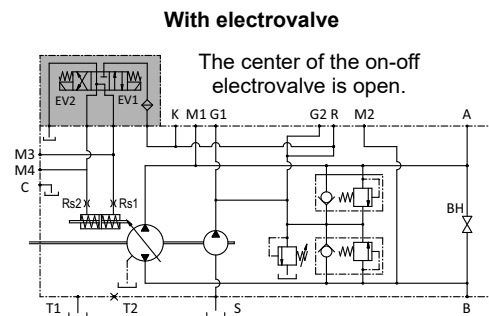 With electrovalve
The center of the on-off
electrovalve is open.
EV2 EV1
K M1 G1 G2 R M2 A
M3
M4
C
Rs2 Rs1
BH
T1 T2 S B